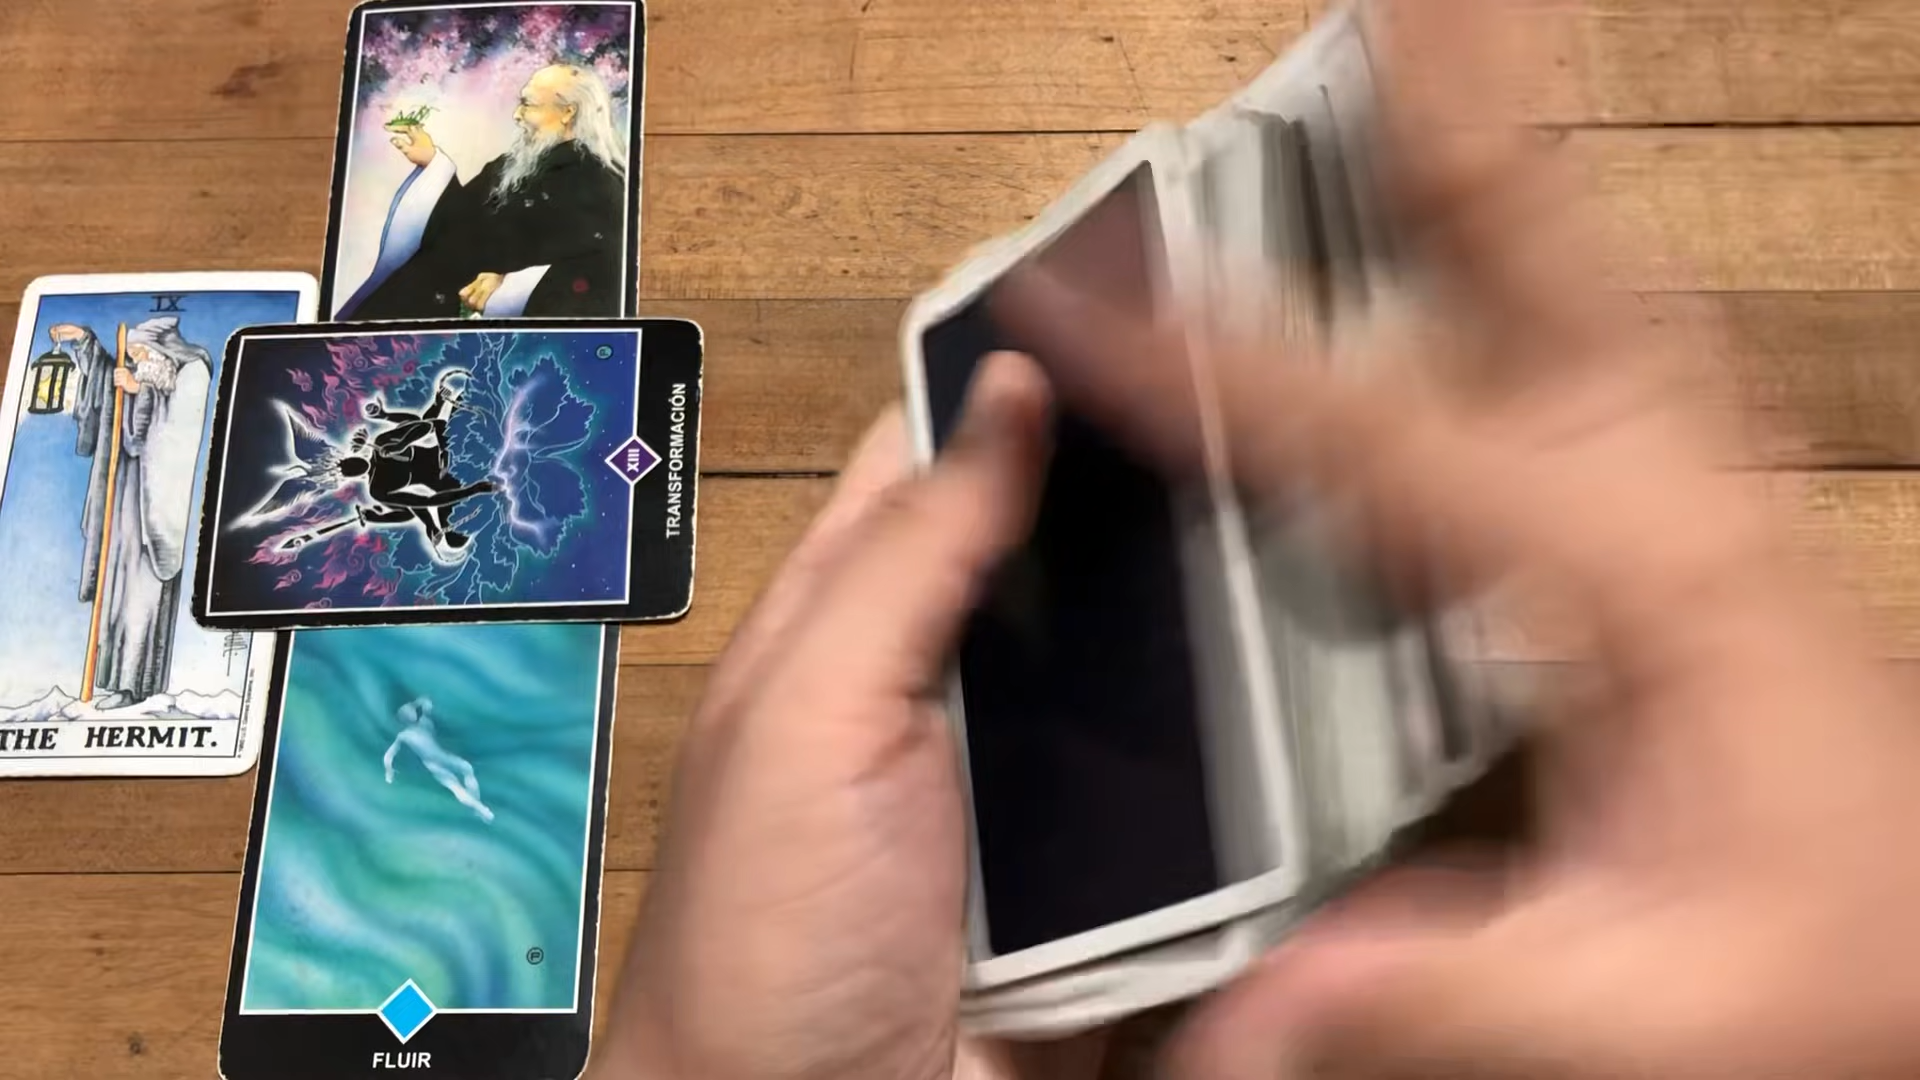 IX
THE HERMIT.
XIII
TRANSFORMACIÓN
FLUIR